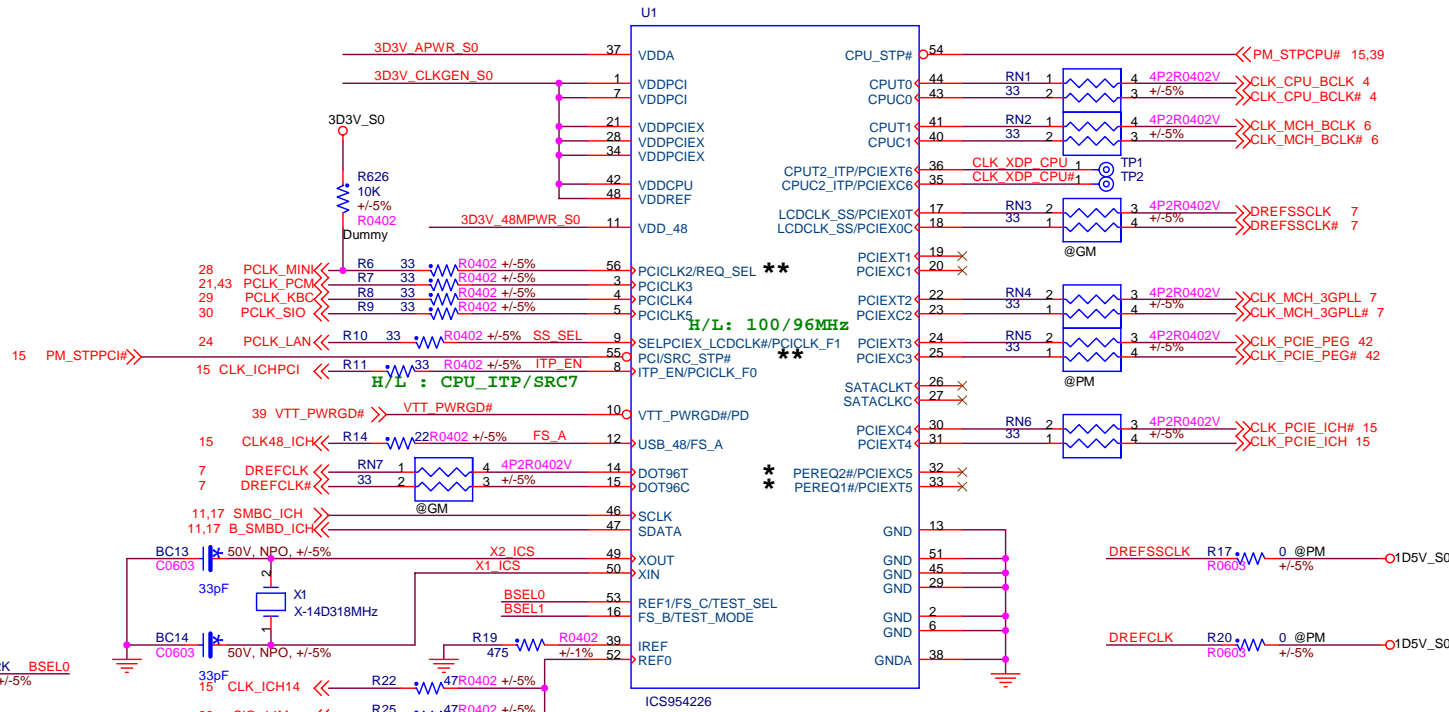 U1
3D3V_APWR_S0 37 VDDA
3D3V_CLKGEN_S0 1 VDDPCI
7 VDDPCI
21 VDDPCIEX
28 VDDPCIEX
34 VDDPCIEX
42 VDDCPU
48 VDDREF
3D3V_48MPWR_S0 11 VDD_48
3D3V_S0
R626
10K
+/-5%
R0402
Dummy
28 PCLK_MINI R6 33 R0402 +/-5% 56 PCICLK2/REQ_SEL **
21,43 PCLK_PCM R7 33 R0402 +/-5% 3 PCICLK3
29 PCLK_KBC R8 33 R0402 +/-5% 4 PCICLK4
30 PCLK_SIO R9 33 R0402 +/-5% 5 PCICLK5
H/L: 100/96MHz
24 PCLK_LAN R10 33 R0402 +/-5% SS_SEL 9 SELPCIEX_LCDCLK#/PCICLK_F1
15 PM_STPPCI# 55 PCI/SRC_STP# **
15 CLK_ICHPCI R11 33 R0402 +/-5% ITP_EN 8 ITP_EN/PCICLK_F0
H/L : CPU_ITP/SRC7
39 VTT_PWRGD# VTT_PWRGD# 10 VTT_PWRGD#/PD
15 CLK48_ICH R14 22 R0402 +/-5% FS_A 12 USB_48/FS_A
7 DREFCLK RN7 1 4 4P2R0402V 14 DOT96T
7 DREFCLK# 33 2 3 +/-5% 15 DOT96C
@GM
11,17 SMBC_ICH 46 SCLK
11,17 B_SMBD_ICH 47 SDATA
BC13 50V, NPO, +/-5% X2_ICS 49 XOUT
C0603 X1_ICS 50 XIN
33pF
2
X1
X-14D318MHz
1
BSEL0 53 REF1/FS_C/TEST_SEL
BSEL1 16 FS_B/TEST_MODE
BC14
C0603 50V, NPO, +/-5%
33pF
R19 R0402 39 IREF
475 +/-1% 52 REF0
K BSEL0
+/-5%
15 CLK_ICH14 R22 47 R0402 +/-5%
R25 47 R0402 +/-5%
ICS954226
CPU_STP# 54 PM_STPCPU# 15,39
CPUT0 44 RN1 1 4 4P2R0402V CLK_CPU_BCLK 4
CPUC0 43 33 2 3 +/-5% CLK_CPU_BCLK# 4
CPUT1 41 RN2 1 4 4P2R0402V CLK_MCH_BCLK 6
CPUC1 40 33 2 3 +/-5% CLK_MCH_BCLK# 6
CPUT2_ITP/PCIEXT6 36 CLK_XDP_CPU 1 TP1
CPUC2_ITP/PCIEXC6 35 CLK_XDP_CPU# 1 TP2
LCDCLK_SS/PCIEX0T 17 RN3 2 3 4P2R0402V DREFSSCLK 7
LCDCLK_SS/PCIEX0C 18 33 1 4 +/-5% DREFSSCLK# 7
@GM
PCIEXT1 19
PCIEXC1 20
PCIEXT2 22 RN4 2 3 4P2R0402V CLK_MCH_3GPLL 7
PCIEXC2 23 33 1 4 +/-5% CLK_MCH_3GPLL# 7
PCIEXT3 24 RN5 2 3 4P2R0402V CLK_PCIE_PEG 42
PCIEXC3 25 33 1 4 +/-5% CLK_PCIE_PEG# 42
@PM
SATACLKT 26
SATACLKC 27
PCIEXC4 30 RN6 2 3 4P2R0402V CLK_PCIE_ICH# 15
PCIEXT4 31 33 1 4 +/-5% CLK_PCIE_ICH 15
* PEREQ2#/PCIEXC5 32
* PEREQ1#/PCIEXT5 33
GND 13
GND 51
GND 45
GND 29
GND 2
GND 6
GNDA 38
DREFSSCLK R17 0 @PM 1D5V_S0
R0603 +/-5%
DREFCLK R20 0 @PM 1D5V_S0
R0603 +/-5%